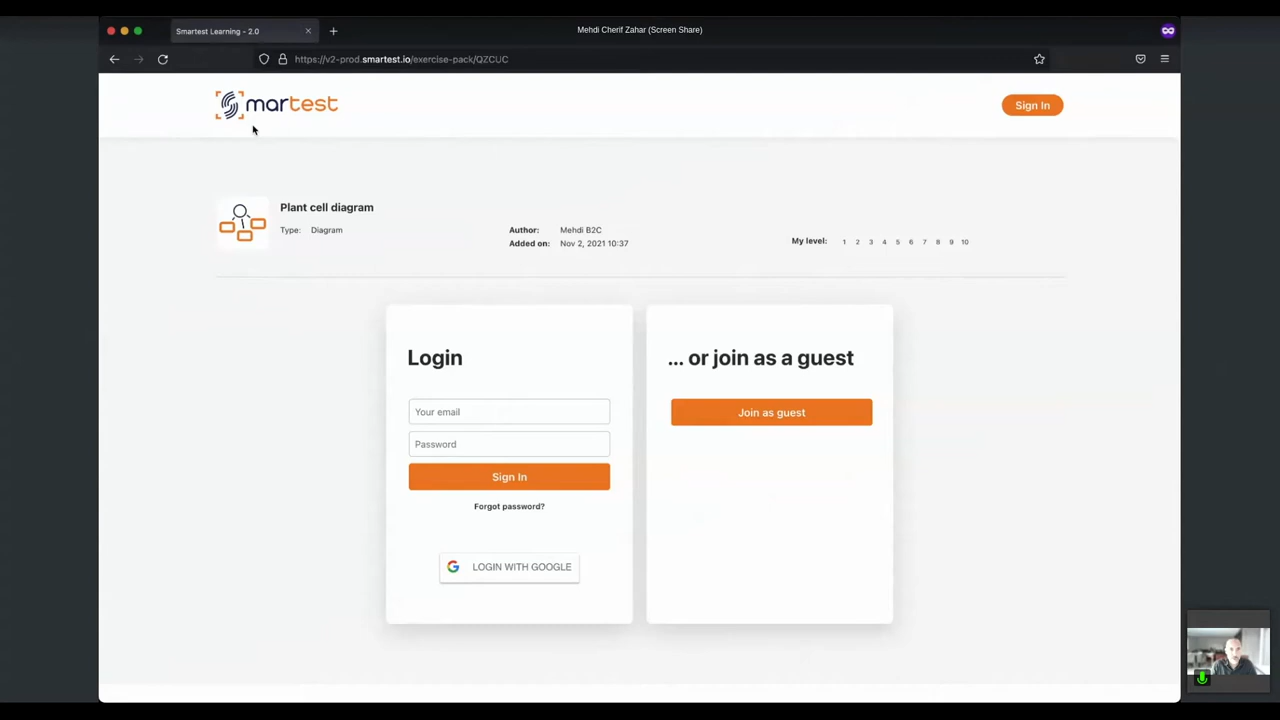 Smartest Learning - 2.0
Mehdi Cherif Zahar (Screen Share)
https://v2-prod.smartest.io/exercise-pack/QZCUC
martest
Sign In
Plant cell diagram
Type: Diagram
Author: Mehdi B2C
Added on: Nov 2, 2021 10:37
My level: 1 2 3 4 5 6 7 8 9 10
Login
Your email
Password
Sign In
Forgot password?
LOGIN WITH GOOGLE
... or join as a guest
Join as guest